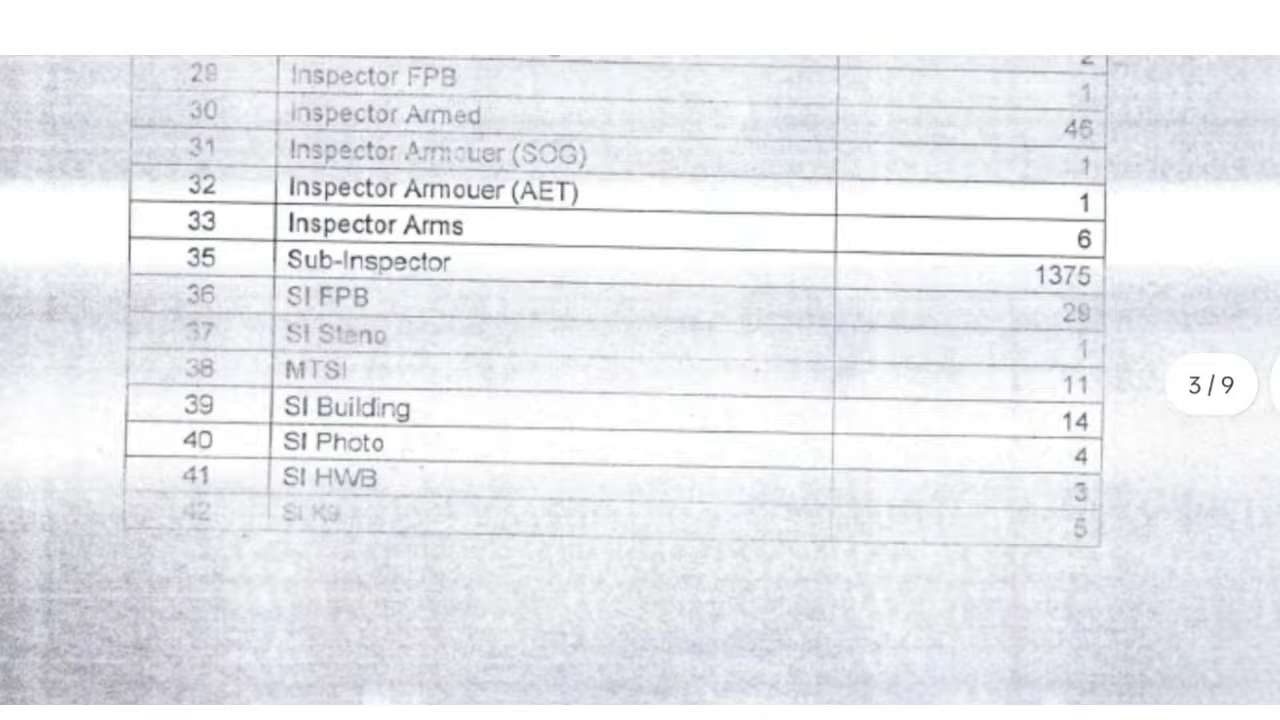 2
29 Inspector FPB 1
30 Inspector Armed 46
31 Inspector Armouer (SOG) 1
32 Inspector Armouer (AET) 1
33 Inspector Arms 6
35 Sub-Inspector 1375
36 SI FPB 29
37 SI Steno 1
38 MTSI 11
39 SI Building 14
40 SI Photo 4
41 SI HWB 3
42 SI K9 5
3/9